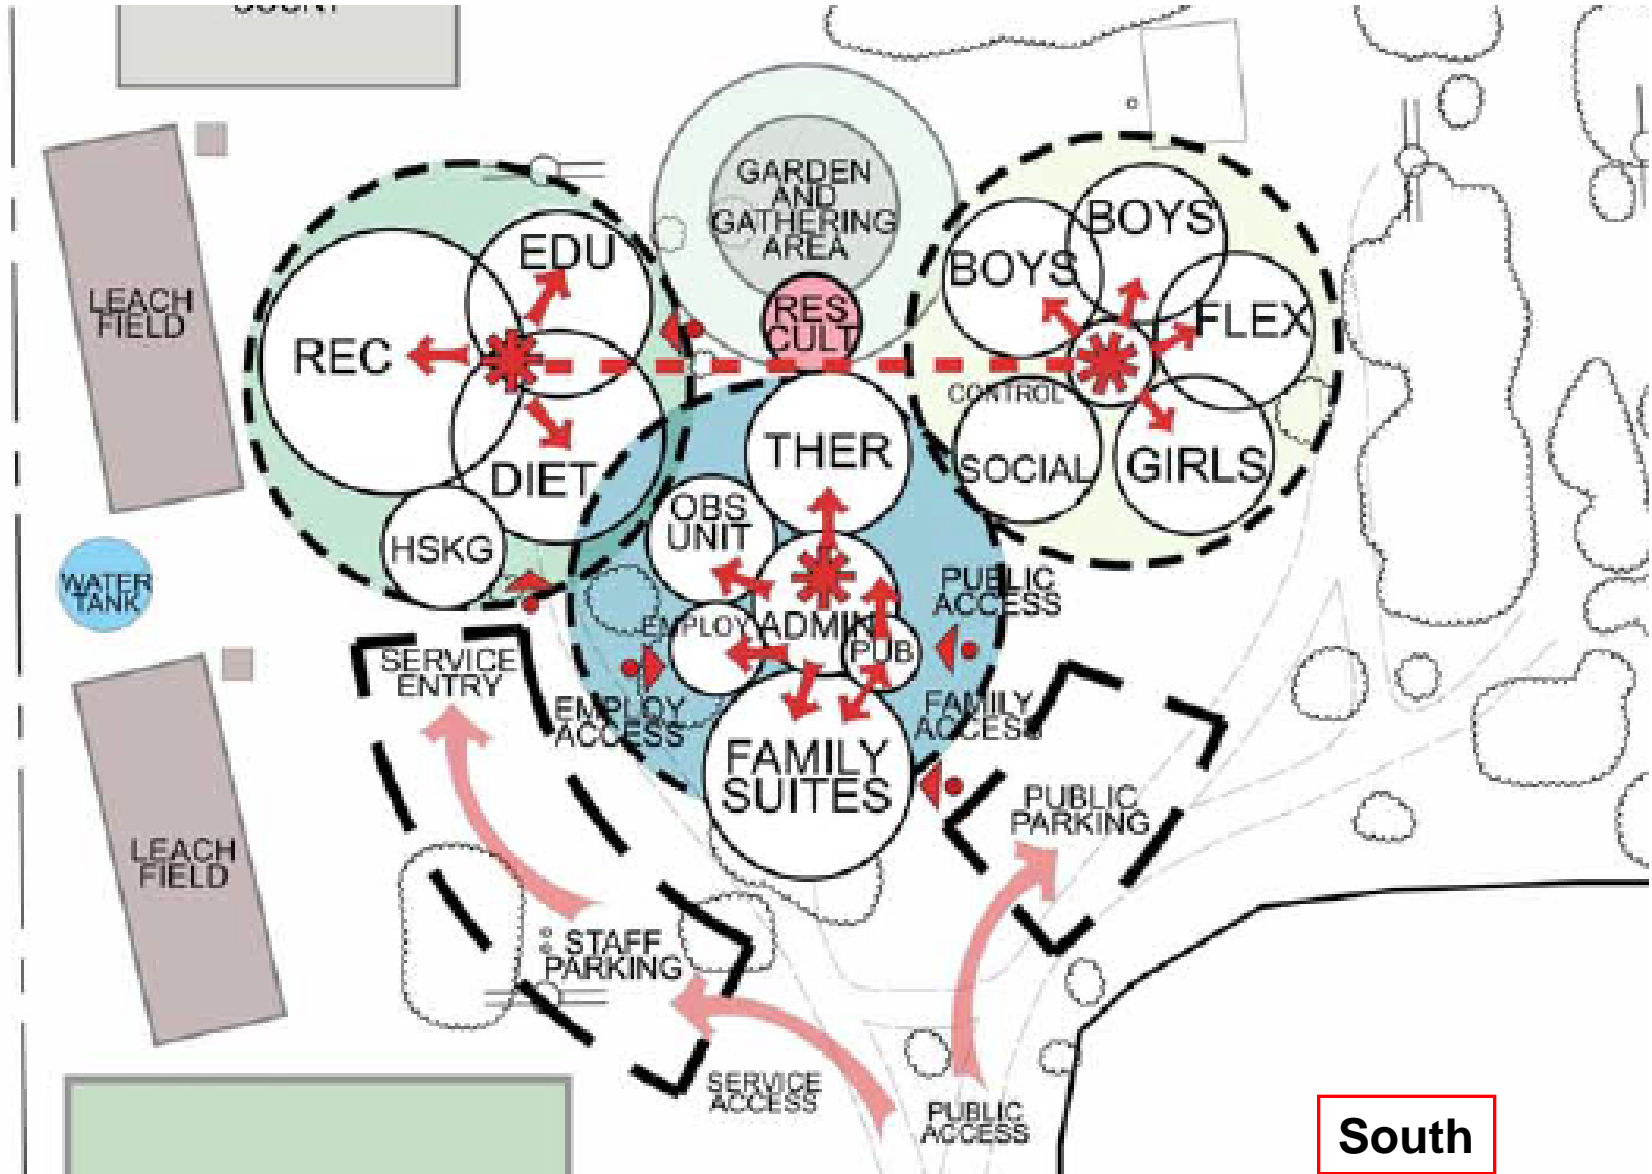 GARDEN
AND
GATHERING
AREA
BOYS
BOYS
EDU
FLEX
LEACH
FIELD
RES
CULT
REC
CONTROL
THER
SOCIAL
GIRLS
DIET
OBS
UNIT
HSKG
WATER
TANK
PUBLIC
ACCESS
EMPLOY
ADMIN
PUB
SERVICE
ENTRY
EMPLOY
ACCESS
FAMILY
ACCESS
FAMILY
SUITES
PUBLIC
PARKING
LEACH
FIELD
STAFF
PARKING
SERVICE
ACCESS
PUBLIC
ACCESS
South